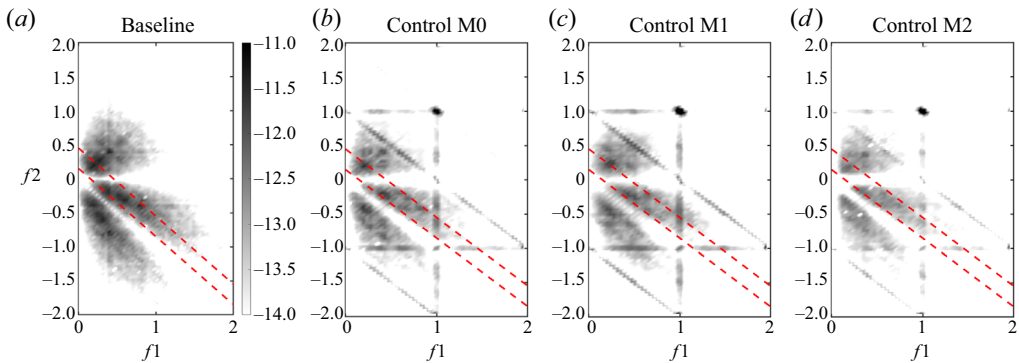 (a) Baseline (b) Control M0 (c) Control M1 (d) Control M2
2.0 –11.0 2.0 2.0 2.0
1.5 1.5 1.5 1.5
1.0 –11.5 1.0 1.0 1.0
0.5 –12.0 0.5 0.5 0.5
f2 0 –12.5 0 0 0
–0.5 –0.5 –0.5 –0.5
–1.0 –13.0 –1.0 –1.0 –1.0
–1.5 –13.5 –1.5 –1.5 –1.5
–2.0 –14.0 –2.0 –2.0 –2.0
0 1 2 0 1 2 0 1 2 0 1 2
f1 f1 f1 f1